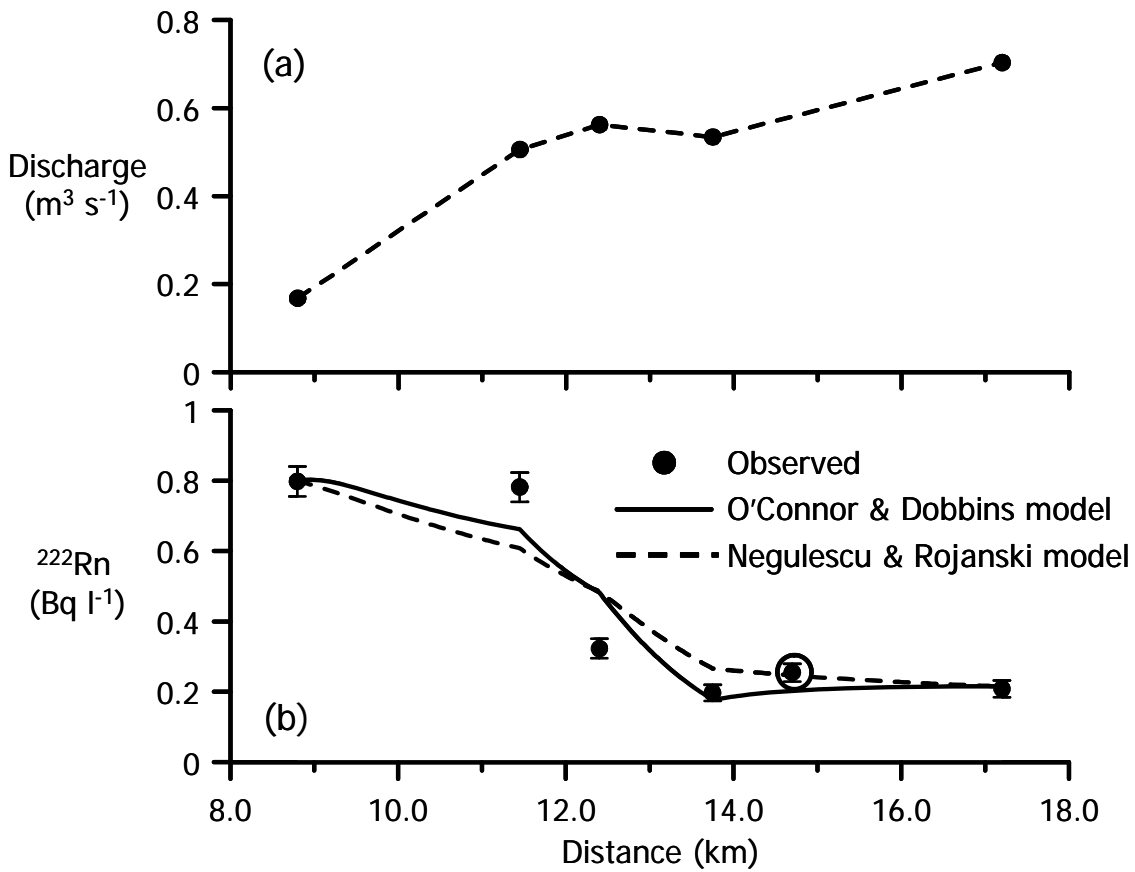 0.8
(a)
0.6
Discharge
(m³ s⁻¹)
0.4
0.2
0
1
Observed
0.8
O'Connor & Dobbins model
²²²Rn
(Bq l⁻¹)
0.6
Negulescu & Rojanski model
0.4
0.2
(b)
0
8.0 10.0 12.0 14.0 16.0 18.0
Distance (km)